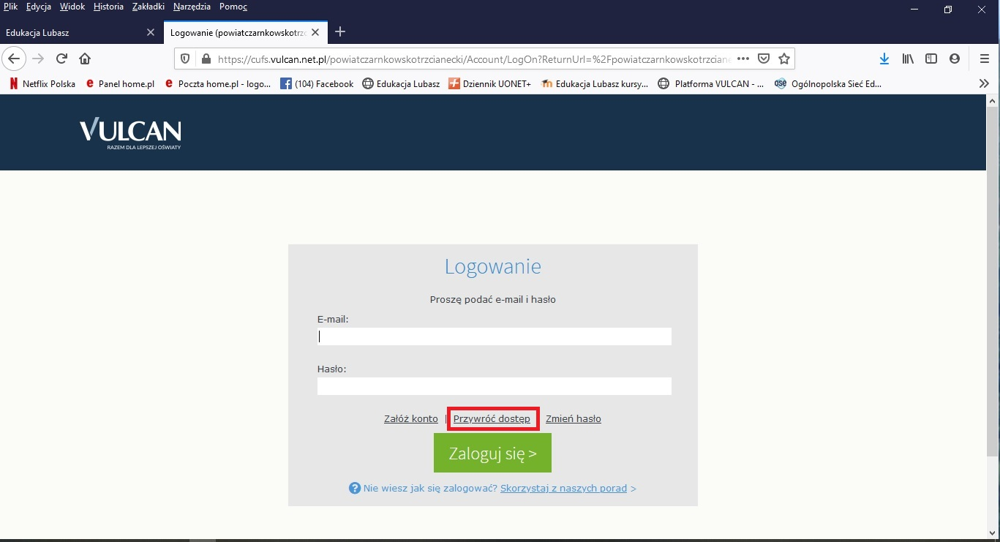 Plik Edycja Widok Historia Zakładki Narzędzia Pomoc
Edukacja Lubasz Logowanie (powiatczarnkowskotrzc
https://cufs.vulcan.net.pl/powiatczarnkowskotrzcianecki/Account/LogOn?ReturnUrl=%2Fpowiatczarnkowskotrzciane
Netflix Polska Panel home.pl Poczta home.pl - logo... (104) Facebook Edukacja Lubasz Dziennik UONET+ Edukacja Lubasz kursy... Platforma VULCAN - ... Ogólnopolska Sieć Ed...
VULCAN
RAZEM DLA LEPSZEJ OŚWIATY
Logowanie
Proszę podać e-mail i hasło
E-mail:
Hasło:
Załóż konto | Przywróć dostęp Zmień hasło
Zaloguj się >
? Nie wiesz jak się zalogować? Skorzystaj z naszych porad >